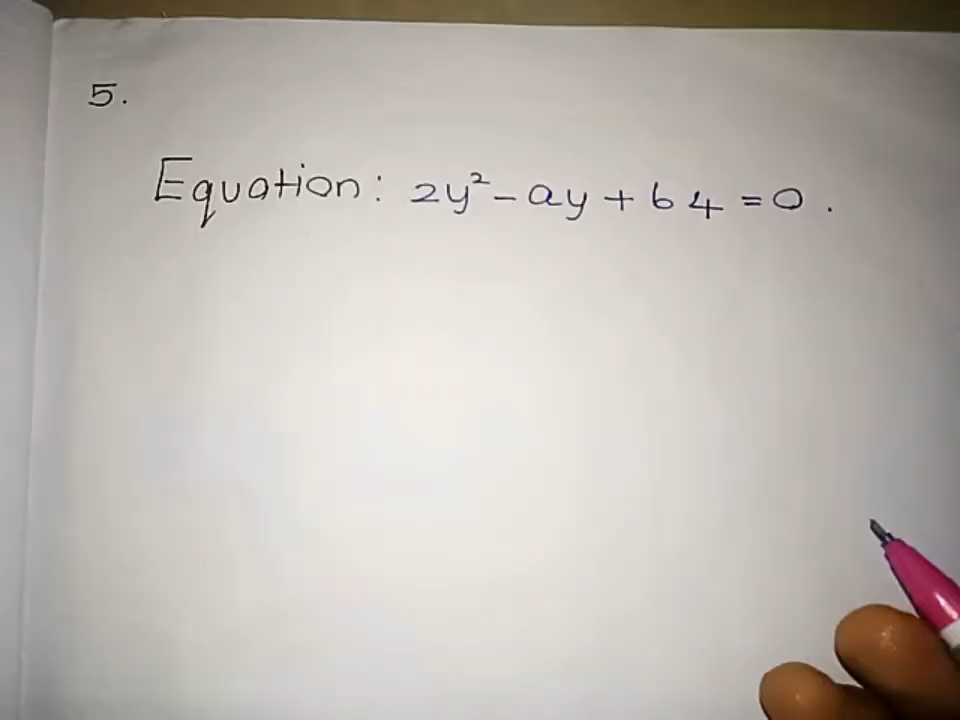 5.
Equation: 2y² - ay + 64 = 0.